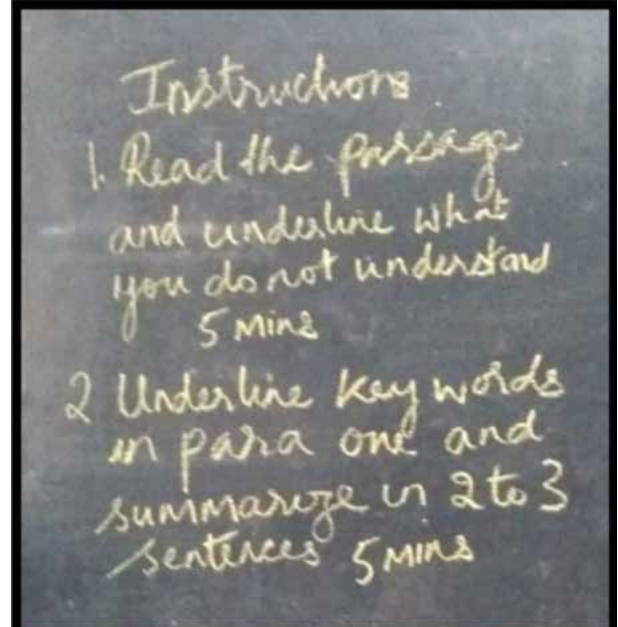 Instructions
1. Read the passage
and underline what
you do not understand
5 Mins
2 Underline key words
in para one and
summarize in 2 to 3
sentences 5 Mins